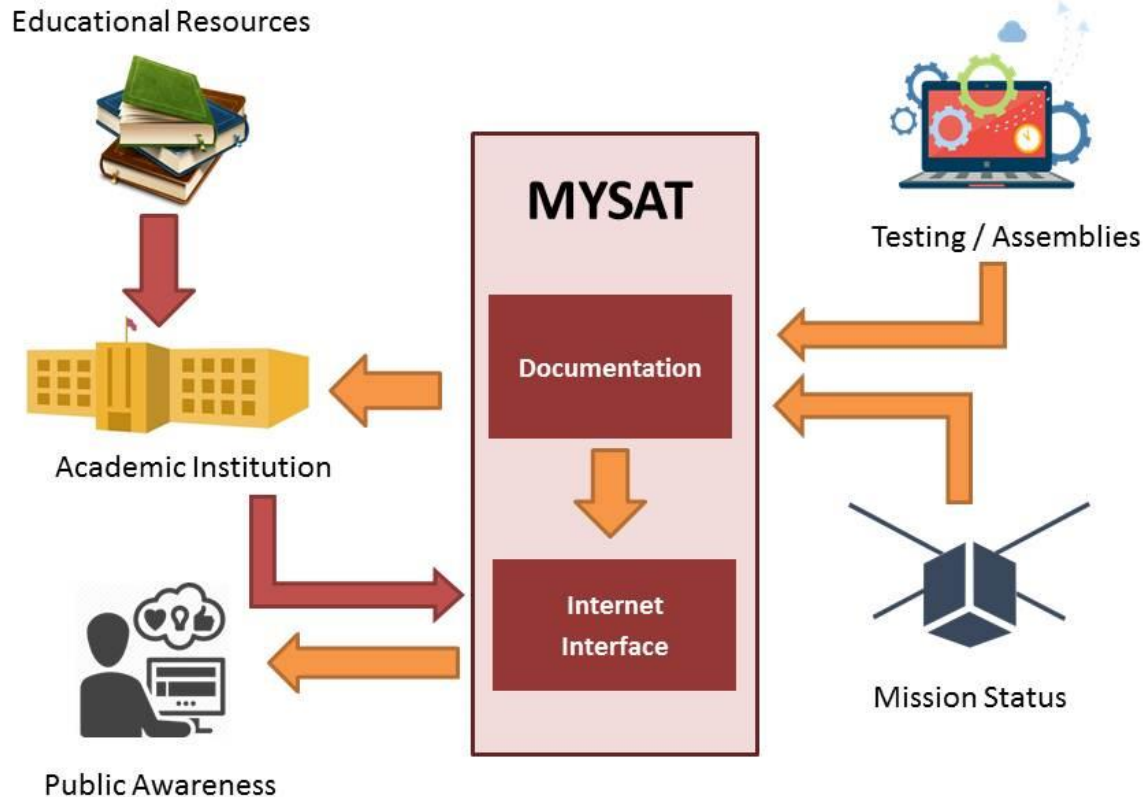 Educational Resources
MYSAT
Testing / Assemblies
Documentation
Academic Institution
Internet
Interface
Mission Status
Public Awareness